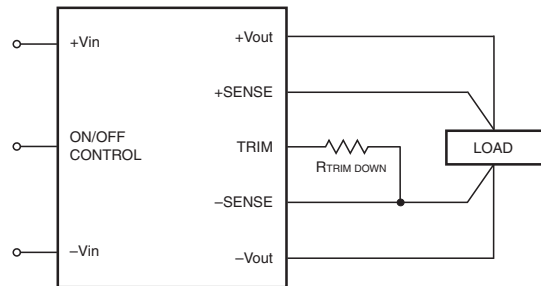 +Vin
ON/OFF
CONTROL
–Vin
+Vout
+SENSE
TRIM
–SENSE
–Vout
RTRIM DOWN
LOAD